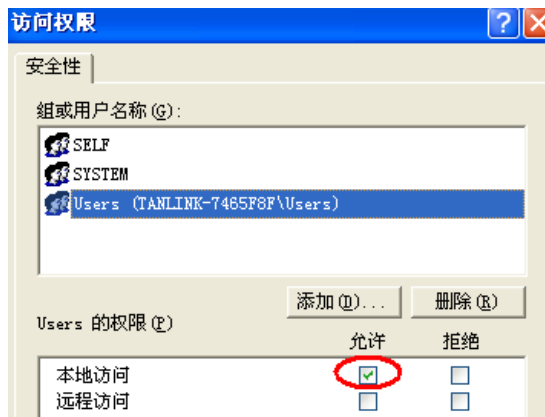 访问权限
安全性
组或用户名称(G):
SELF
SYSTEM
Users (TANLINK-7465F8F\Users)
添加(D)... 删除(R)
Users 的权限(P)
允许 拒绝
本地访问
远程访问